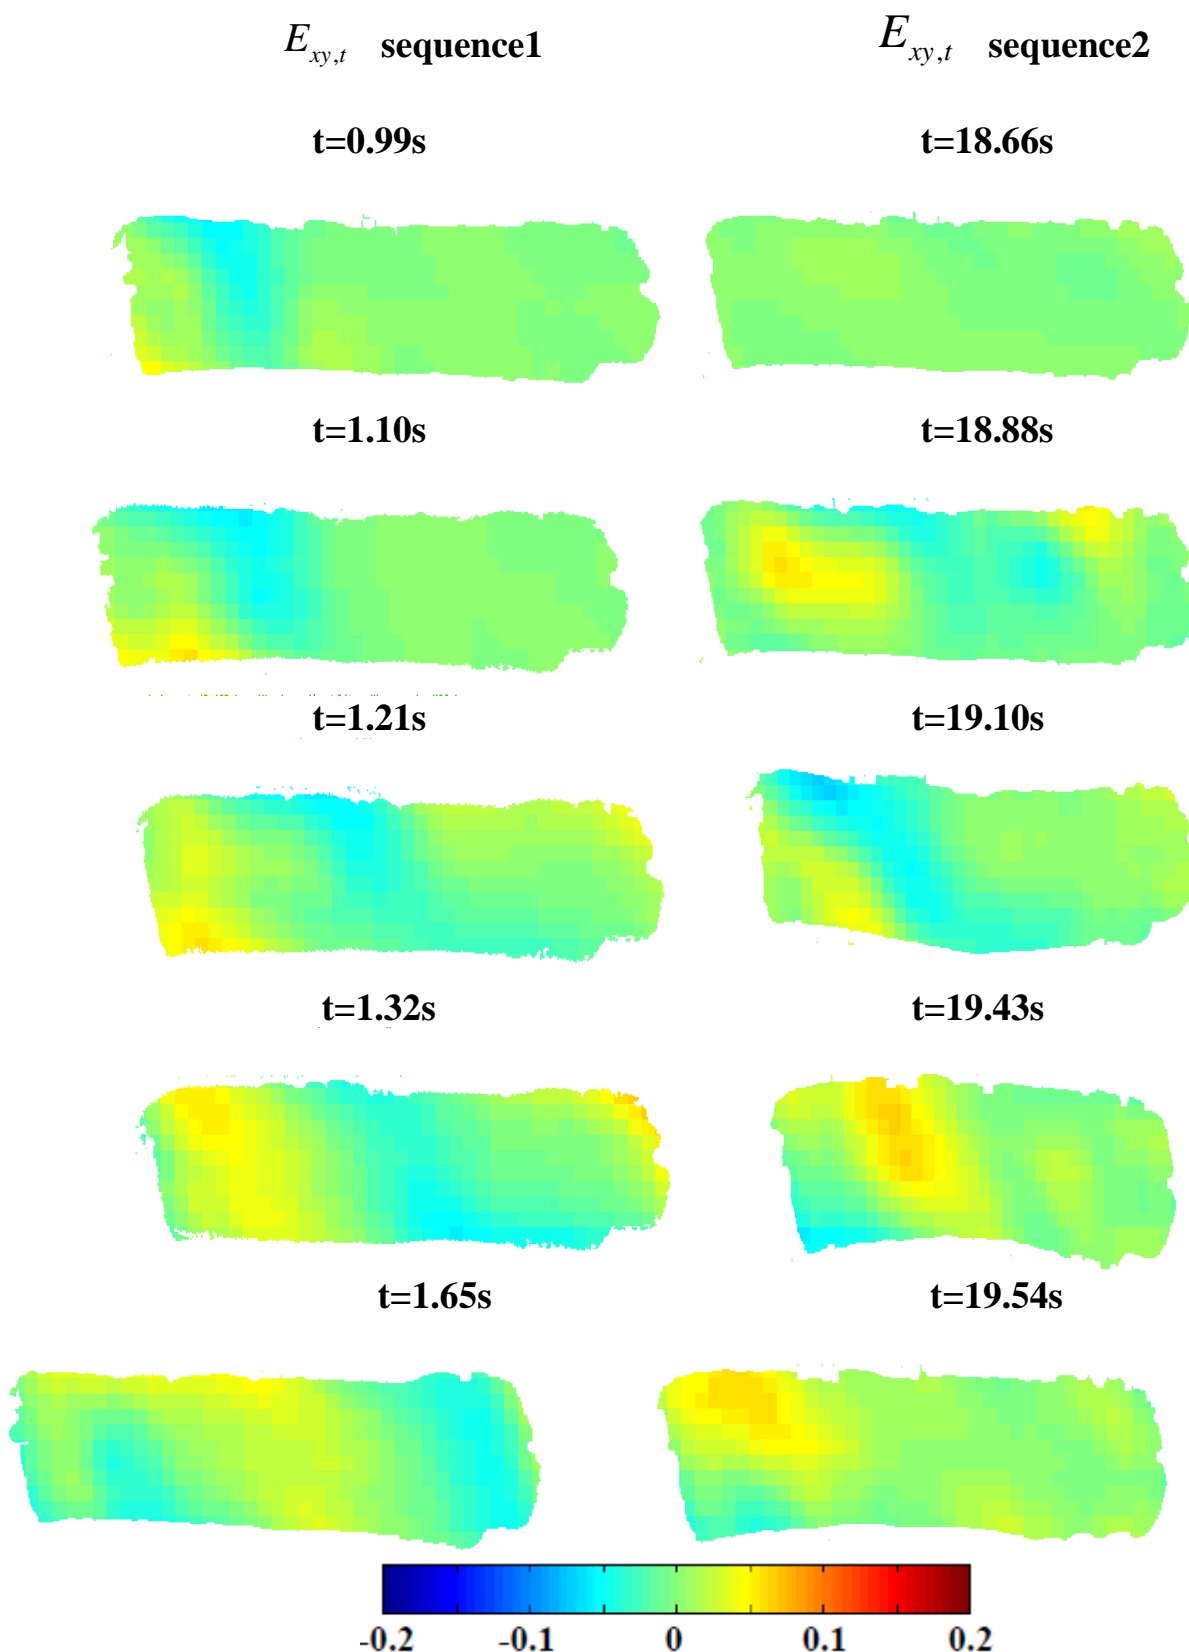 E_{xy,t} sequence1 E_{xy,t} sequence2
t=0.99s t=18.66s
t=1.10s t=18.88s
t=1.21s t=19.10s
t=1.32s t=19.43s
t=1.65s t=19.54s
-0.2 -0.1 0 0.1 0.2